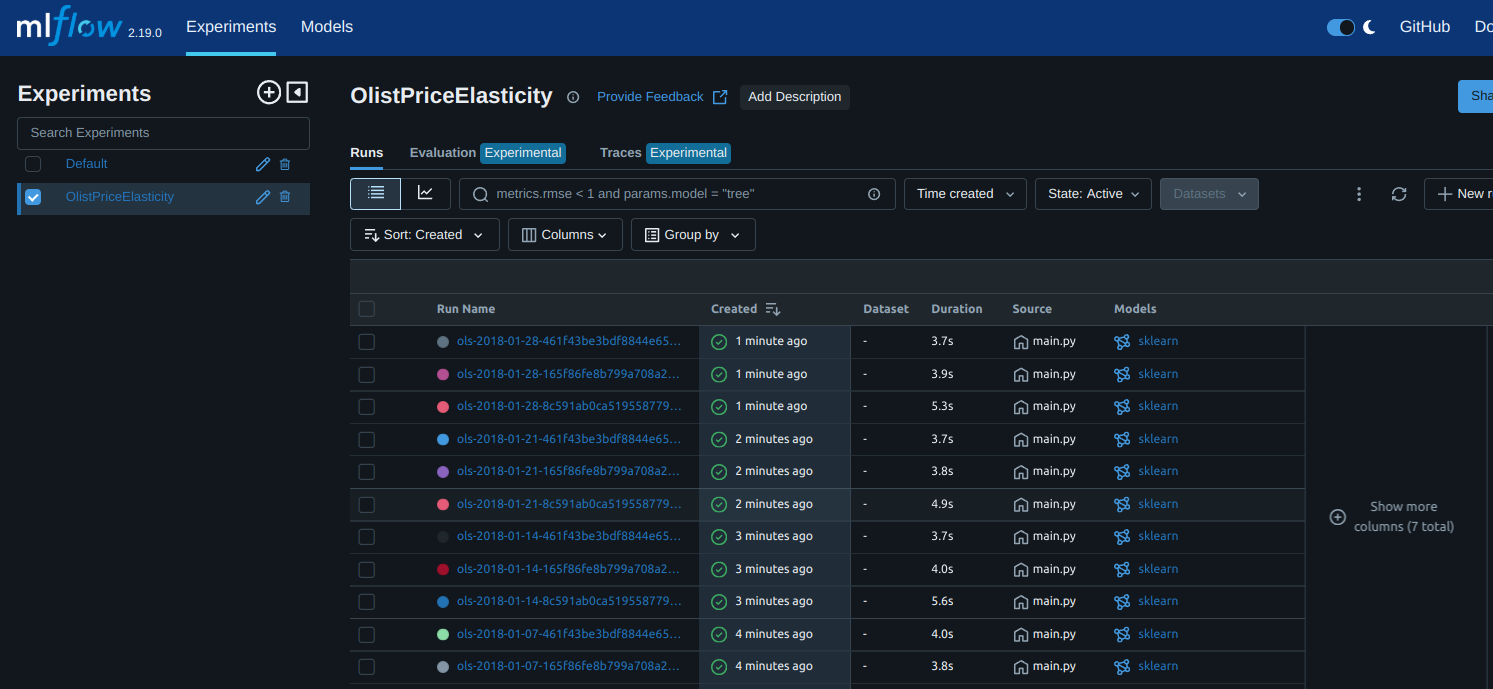 mlflow 2.19.0 Experiments Models GitHub
Experiments
Search Experiments
Default
OlistPriceElasticity
OlistPriceElasticity Provide Feedback Add Description
Runs Evaluation Experimental Traces Experimental
metrics.rmse < 1 and params.model = "tree" Time created State: Active Datasets New
Sort: Created Columns Group by
Run Name Created Dataset Duration Source Models
ols-2018-01-28-461f43be3bdf8844e65... 1 minute ago - 3.7s main.py sklearn
ols-2018-01-28-165f86fe8b799a708a2... 1 minute ago - 3.9s main.py sklearn
ols-2018-01-28-8c591ab0ca519558779... 1 minute ago - 5.3s main.py sklearn
ols-2018-01-21-461f43be3bdf8844e65... 2 minutes ago - 3.7s main.py sklearn
ols-2018-01-21-165f86fe8b799a708a2... 2 minutes ago - 3.8s main.py sklearn
ols-2018-01-21-8c591ab0ca519558779... 2 minutes ago - 4.9s main.py sklearn
ols-2018-01-14-461f43be3bdf8844e65... 3 minutes ago - 3.7s main.py sklearn
ols-2018-01-14-165f86fe8b799a708a2... 3 minutes ago - 4.0s main.py sklearn
ols-2018-01-14-8c591ab0ca519558779... 3 minutes ago - 5.6s main.py sklearn
ols-2018-01-07-461f43be3bdf8844e65... 4 minutes ago - 4.0s main.py sklearn
ols-2018-01-07-165f86fe8b799a708a2... 4 minutes ago - 3.8s main.py sklearn
Show more
columns (7 total)